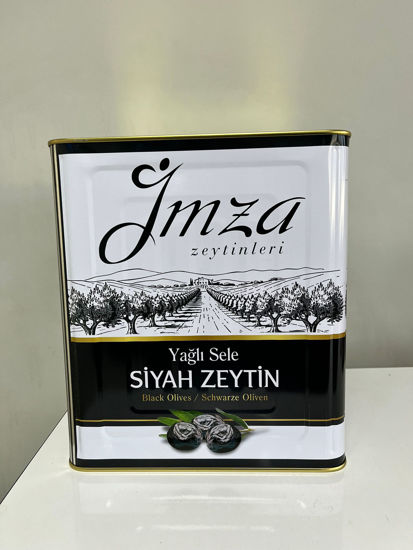 İmza
zeytinleri
Yağlı Sele
SİYAH ZEYTİN
Black Olives / Schwarze Oliven